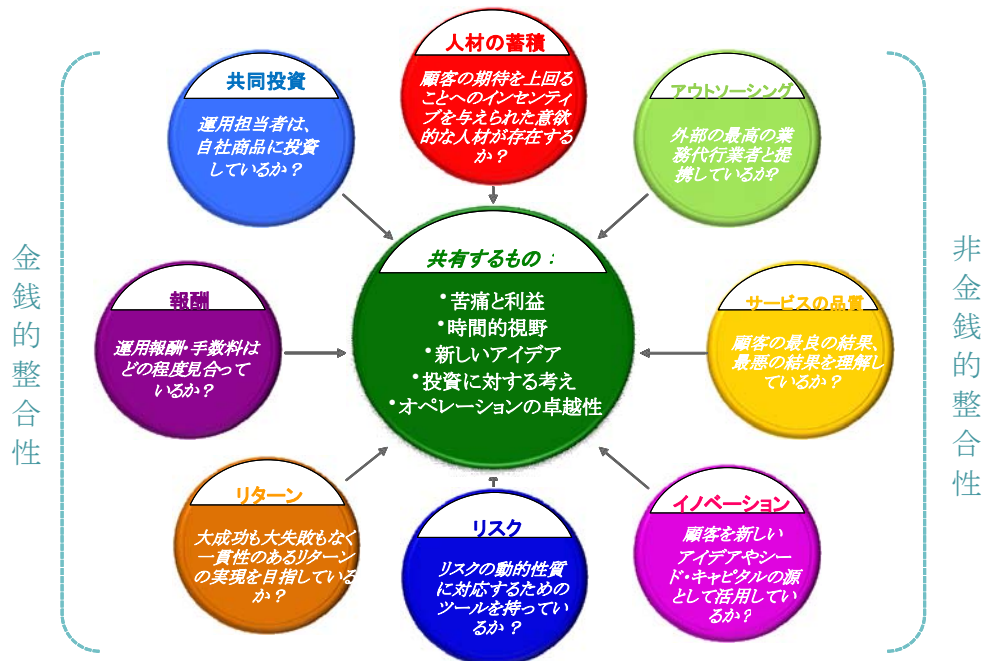 金銭的整合性
共同投資
運用担当者は、
自社商品に投資
しているか？
人材の蓄積
顧客の期待を上回る
ことへのインセンティ
ブを与えられた意欲
的な人材が存在する
か？
アウトソーシング
外部の最高の業
務代行業者と提
携しているか?
報酬
運用報酬・手数料は
どの程度見合って
いるか？
共有するもの：
•苦痛と利益
•時間的視野
•新しいアイデア
•投資に対する考え
•オペレーションの卓越性
サービスの品質
顧客の最良の結果、
最悪の結果を理解し
ているか？
リターン
大成功も大失敗もなく
一貫性のあるリターン
の実現を目指している
か？
リスク
リスクの動的性質
に対応するための
ツールを持ってい
るか？
イノベーション
顧客を新しい
アイデアやシー
ド・キャピタルの源
として活用してい
るか?
非金銭的整合性